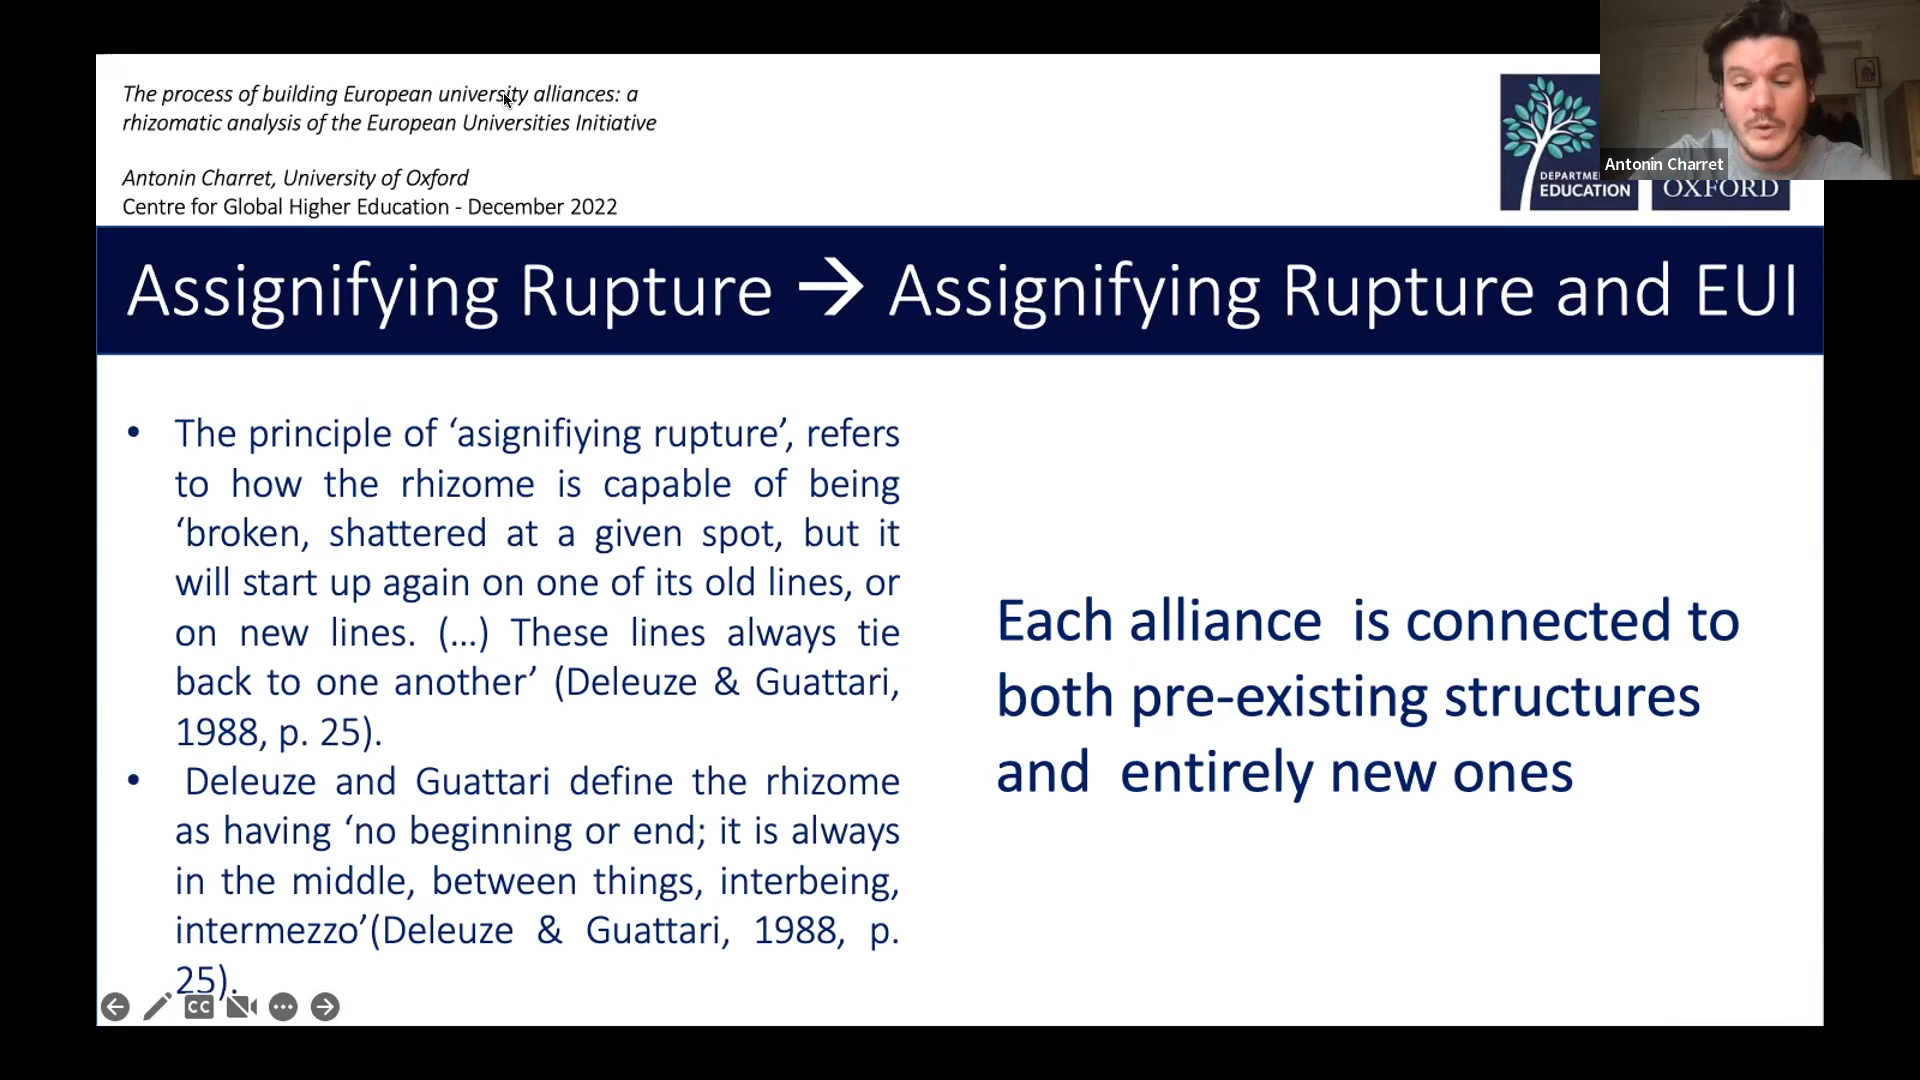 The process of building European university alliances: a
rhizomatic analysis of the European Universities Initiative
Antonin Charret, University of Oxford
Centre for Global Higher Education - December 2022
EDUCATION
OXFORD
Antonin Charret
Assignifying Rupture → Assignifying Rupture and EUI
• The principle of ‘asignifiying rupture’, refers
to how the rhizome is capable of being
‘broken, shattered at a given spot, but it
will start up again on one of its old lines, or
on new lines. (…) These lines always tie
back to one another’ (Deleuze & Guattari,
1988, p. 25).
• Deleuze and Guattari define the rhizome
as having ‘no beginning or end; it is always
in the middle, between things, interbeing,
intermezzo’(Deleuze & Guattari, 1988, p.
25).
Each alliance is connected to
both pre-existing structures
and entirely new ones
CC